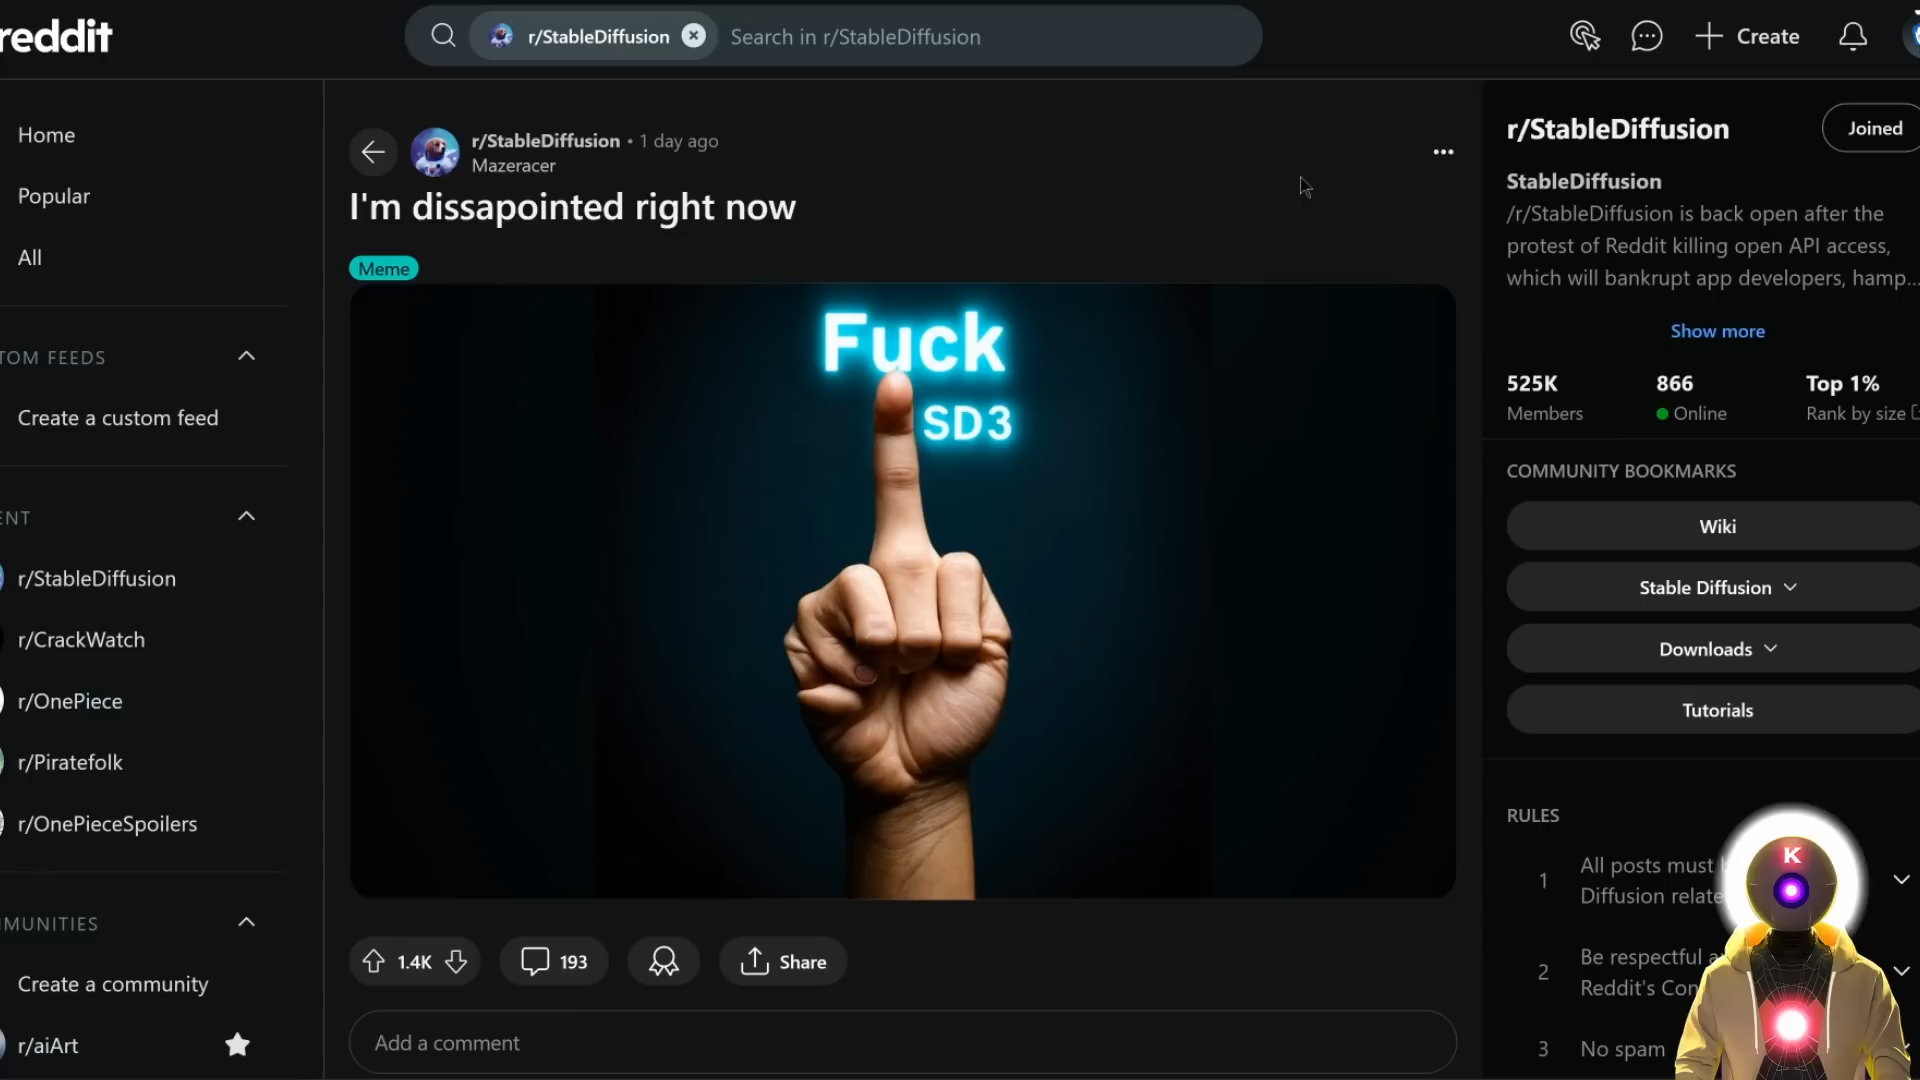 reddit
r/StableDiffusion
Search in r/StableDiffusion
Create
Home
Popular
All
TOM FEEDS
Create a custom feed
ENT
r/StableDiffusion
r/CrackWatch
r/OnePiece
r/Piratefolk
r/OnePieceSpoilers
MUNITIES
Create a community
r/aiArt
r/StableDiffusion • 1 day ago
Mazeracer
I'm dissapointed right now
Meme
Fuck
SD3
1.4K
193
Share
Add a comment
r/StableDiffusion
Joined
StableDiffusion
/r/StableDiffusion is back open after the
protest of Reddit killing open API access,
which will bankrupt app developers, hamp...
Show more
525K
Members
866
Online
Top 1%
Rank by size
COMMUNITY BOOKMARKS
Wiki
Stable Diffusion
Downloads
Tutorials
RULES
1
All posts must
Diffusion relate
2
Be respectful a
Reddit's Con
3
No spam
K